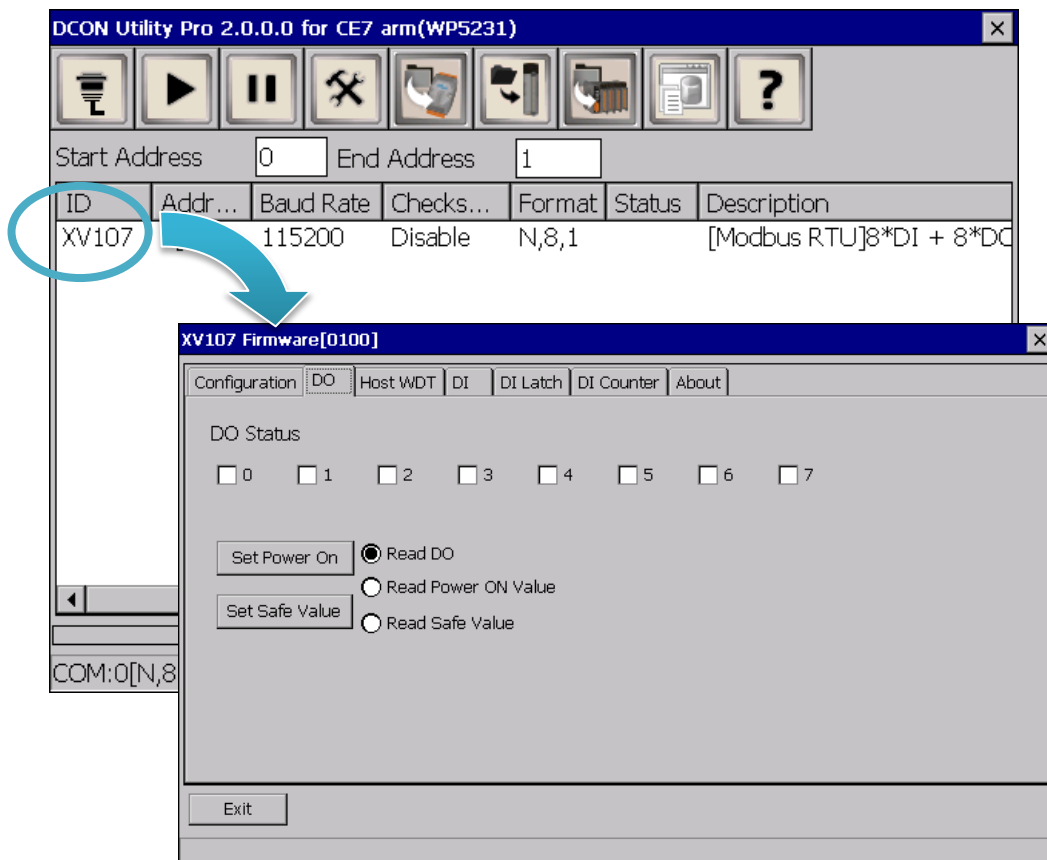 DCON Utility Pro 2.0.0.0 for CE7 arm(WP5231)
Start Address 0 End Address 1
ID Addr... Baud Rate Checks... Format Status Description
XV107 115200 Disable N,8,1 [Modbus RTU]8*DI + 8*DO
XV107 Firmware[0100]
Configuration DO Host WDT DI DI Latch DI Counter About
DO Status
0 1 2 3 4 5 6 7
Set Power On Read DO
Read Power ON Value
Set Safe Value Read Safe Value
COM:0[N,8
Exit